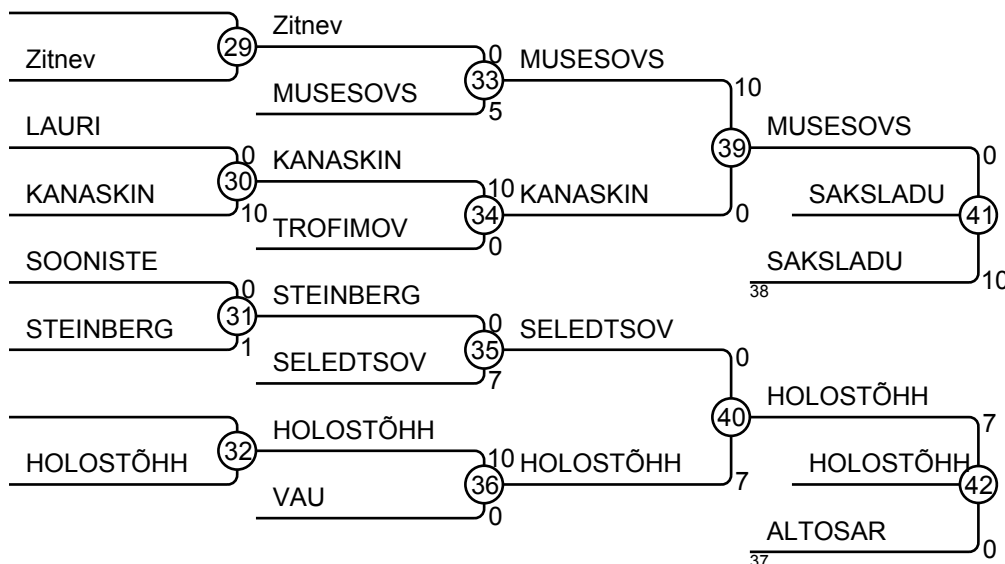 Zitnev
29
Zitnev
0
33
MUSESOVS
5
MUSESOVS
10
LAURI
0
30
KANASKIN
10
KANASKIN
10
34
TROFIMOV
0
KANASKIN
0
39
MUSESOVS
0
SAKSLADU
41
SAKSLADU
38
10
SOONISTE
0
31
STEINBERG
1
STEINBERG
0
35
SELEDTSOV
7
SELEDTSOV
0
40
HOLOSTÕHH
7
32
HOLOSTÕHH
HOLOSTÕHH
10
36
VAU
0
HOLOSTÕHH
7
HOLOSTÕHH
42
ALTOSAR
37
0